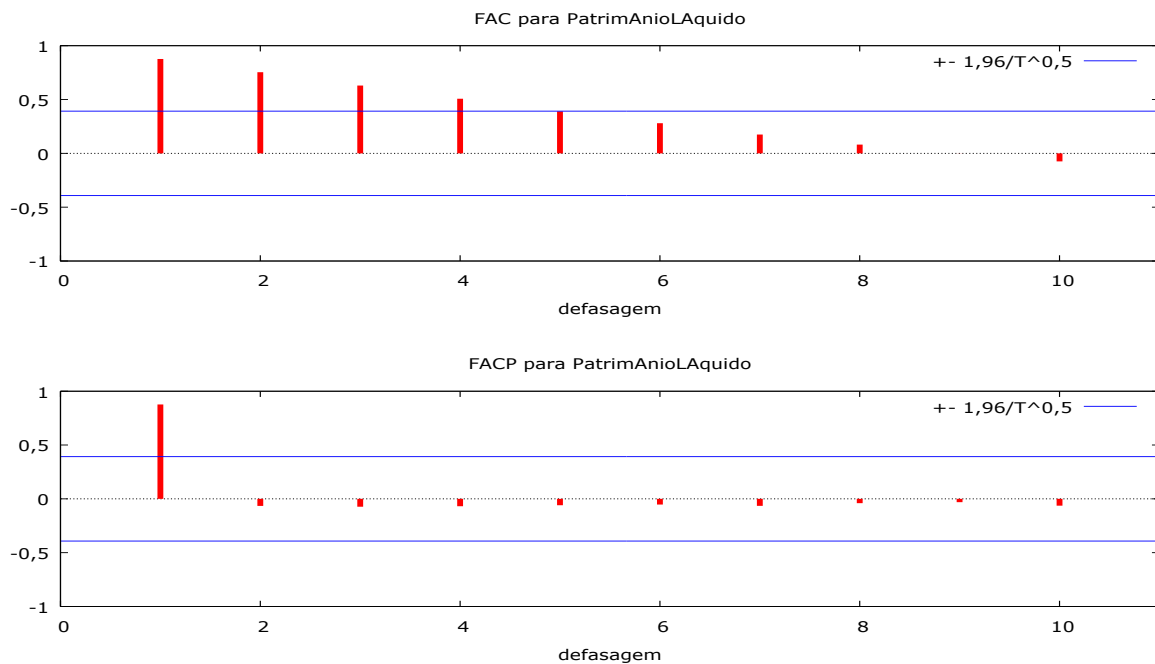 FAC para PatrimAnioLAquido
1
+- 1,96/T^0,5
0,5
0
-0,5
-1
0 2 4 6 8 10
defasagem
FACP para PatrimAnioLAquido
1
+- 1,96/T^0,5
0,5
0
-0,5
-1
0 2 4 6 8 10
defasagem